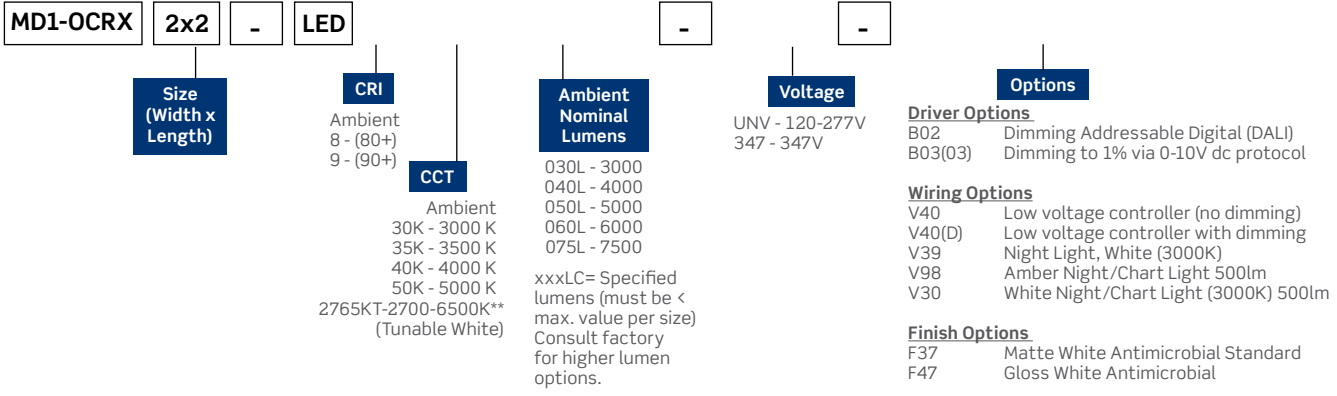 MD1-OCRX 2x2 - LED - -
Size
(Width x
Length)
CRI
Ambient
8 - (80+)
9 - (90+)
CCT
Ambient
30K - 3000 K
35K - 3500 K
40K - 4000 K
50K - 5000 K
2765KT-2700-6500K**
(Tunable White)
Ambient
Nominal
Lumens
030L - 3000
040L - 4000
050L - 5000
060L - 6000
075L - 7500
xxxLC= Specified
lumens (must be <
max. value per size)
Consult factory
for higher lumen
options.
Voltage
UNV - 120-277V
347 - 347V
Options
Driver Options
B02 Dimming Addressable Digital (DALI)
B03(03) Dimming to 1% via 0-10V dc protocol
Wiring Options
V40 Low voltage controller (no dimming)
V40(D) Low voltage controller with dimming
V39 Night Light, White (3000K)
V98 Amber Night/Chart Light 500lm
V30 White Night/Chart Light (3000K) 500lm
Finish Options
F37 Matte White Antimicrobial Standard
F47 Gloss White Antimicrobial